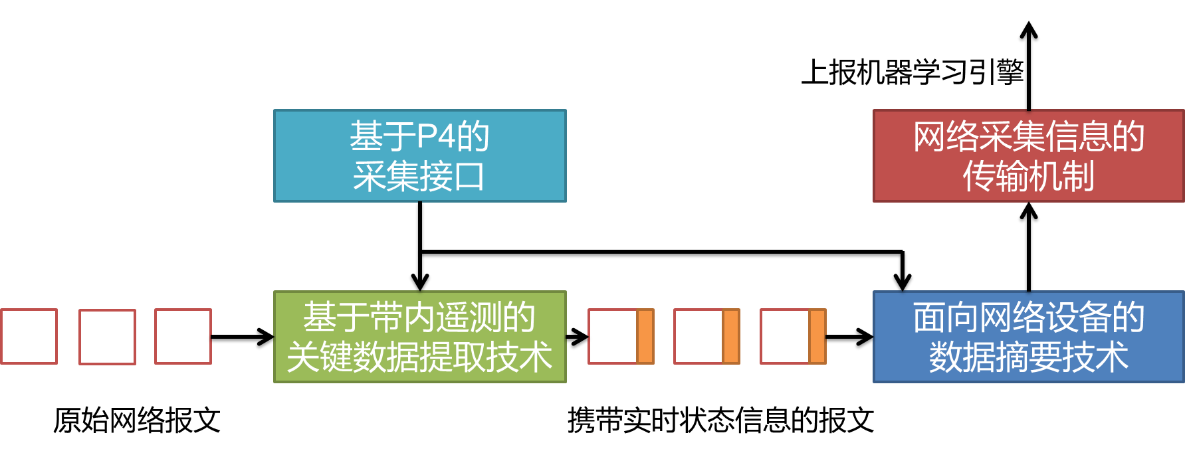 上报机器学习引擎
基于P4的
采集接口
网络采集信息的
传输机制
基于带内遥测的
关键数据提取技术
面向网络设备的
数据摘要技术
原始网络报文
携带实时状态信息的报文